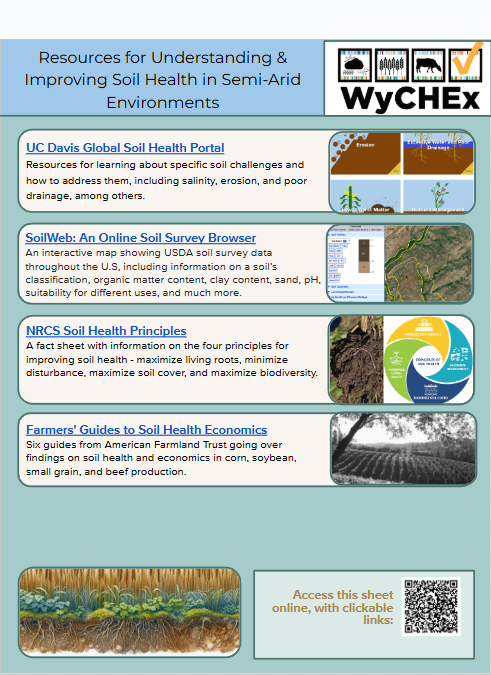 Resources for Understanding &
Improving Soil Health in Semi-Arid
Environments
WyCHEx
UC Davis Global Soil Health Portal
Resources for learning about specific soil challenges and
how to address them, including salinity, erosion, and poor
drainage, among others.
Erosion
Excessive Water and Poor
Drainage
SoilWeb: An Online Soil Survey Browser
An interactive map showing USDA soil survey data
throughout the U.S, including information on a soil's
classification, organic matter content, clay content, sand, pH,
suitability for different uses, and much more.
NRCS Soil Health Principles
A fact sheet with information on the four principles for
improving soil health - maximize living roots, minimize
disturbance, maximize soil cover, and maximize biodiversity.
PRINCIPLES OF
SOIL HEALTH
Farmers' Guides to Soil Health Economics
Six guides from American Farmland Trust going over
findings on soil health and economics in corn, soybean,
small grain, and beef production.
Access this sheet
online, with clickable
links: